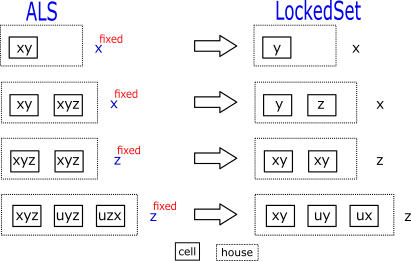 ALS LockedSet
xy x fixed y x
xy xyz x fixed y z x
xyz xyz z fixed xy xy z
xyz uyz uzx z fixed xy uy ux z
cell house